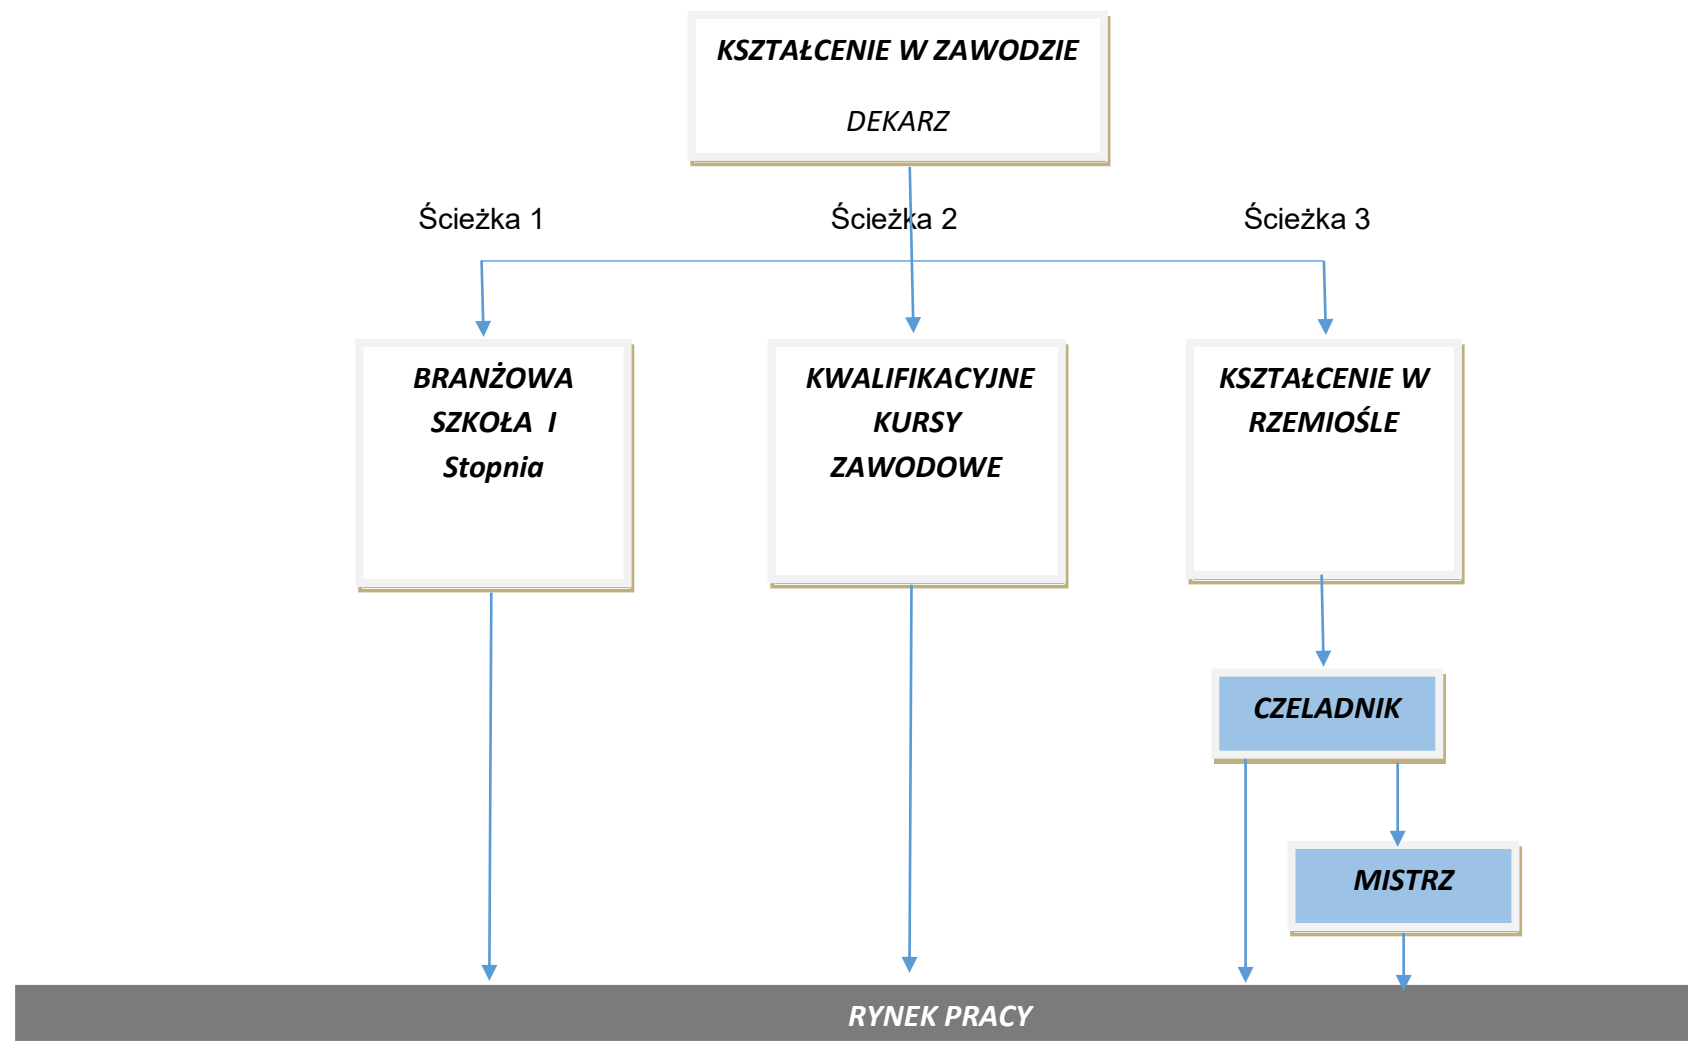 KSZTAŁCENIE W ZAWODZIE
DEKARZ
Ścieżka 1
Ścieżka 2
Ścieżka 3
BRANŻOWA
SZKOŁA I
Stopnia
KWALIFIKACYJNE
KURSY
ZAWODOWE
KSZTAŁCENIE W
RZEMIOŚLE
CZELADNIK
MISTRZ
RYNEK PRACY